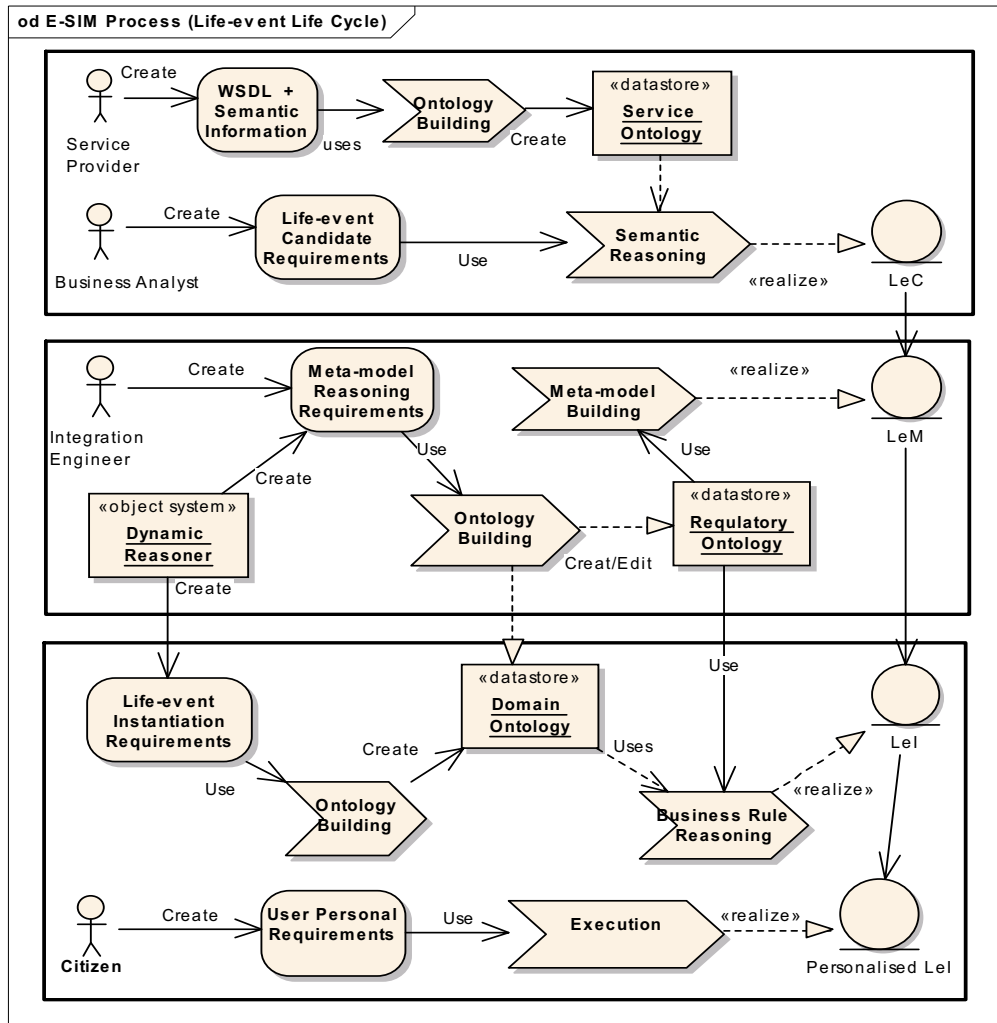 od E-SIM Process (Life-event Life Cycle)
Create
WSDL +
Semantic
Information
uses
Ontology
Building
Create
«datastore»
Service
Ontology
Service
Provider
Create
Life-event
Candidate
Requirements
Use
Semantic
Reasoning
«realize»
LeC
Business Analyst
Create
Meta-model
Reasoning
Requirements
Meta-model
Building
«realize»
LeM
Integration
Engineer
Create
Use
Use
«object system»
Dynamic
Reasoner
Ontology
Building
Creat/Edit
«datastore»
Requlatory
Ontology
Create
Life-event
Instantiation
Requirements
«datastore»
Domain
Ontology
Use
LeI
Use
Create
Uses
Ontology
Building
Business Rule
Reasoning
«realize»
Create
User Personal
Requirements
Use
Execution
«realize»
Citizen
Personalised LeI